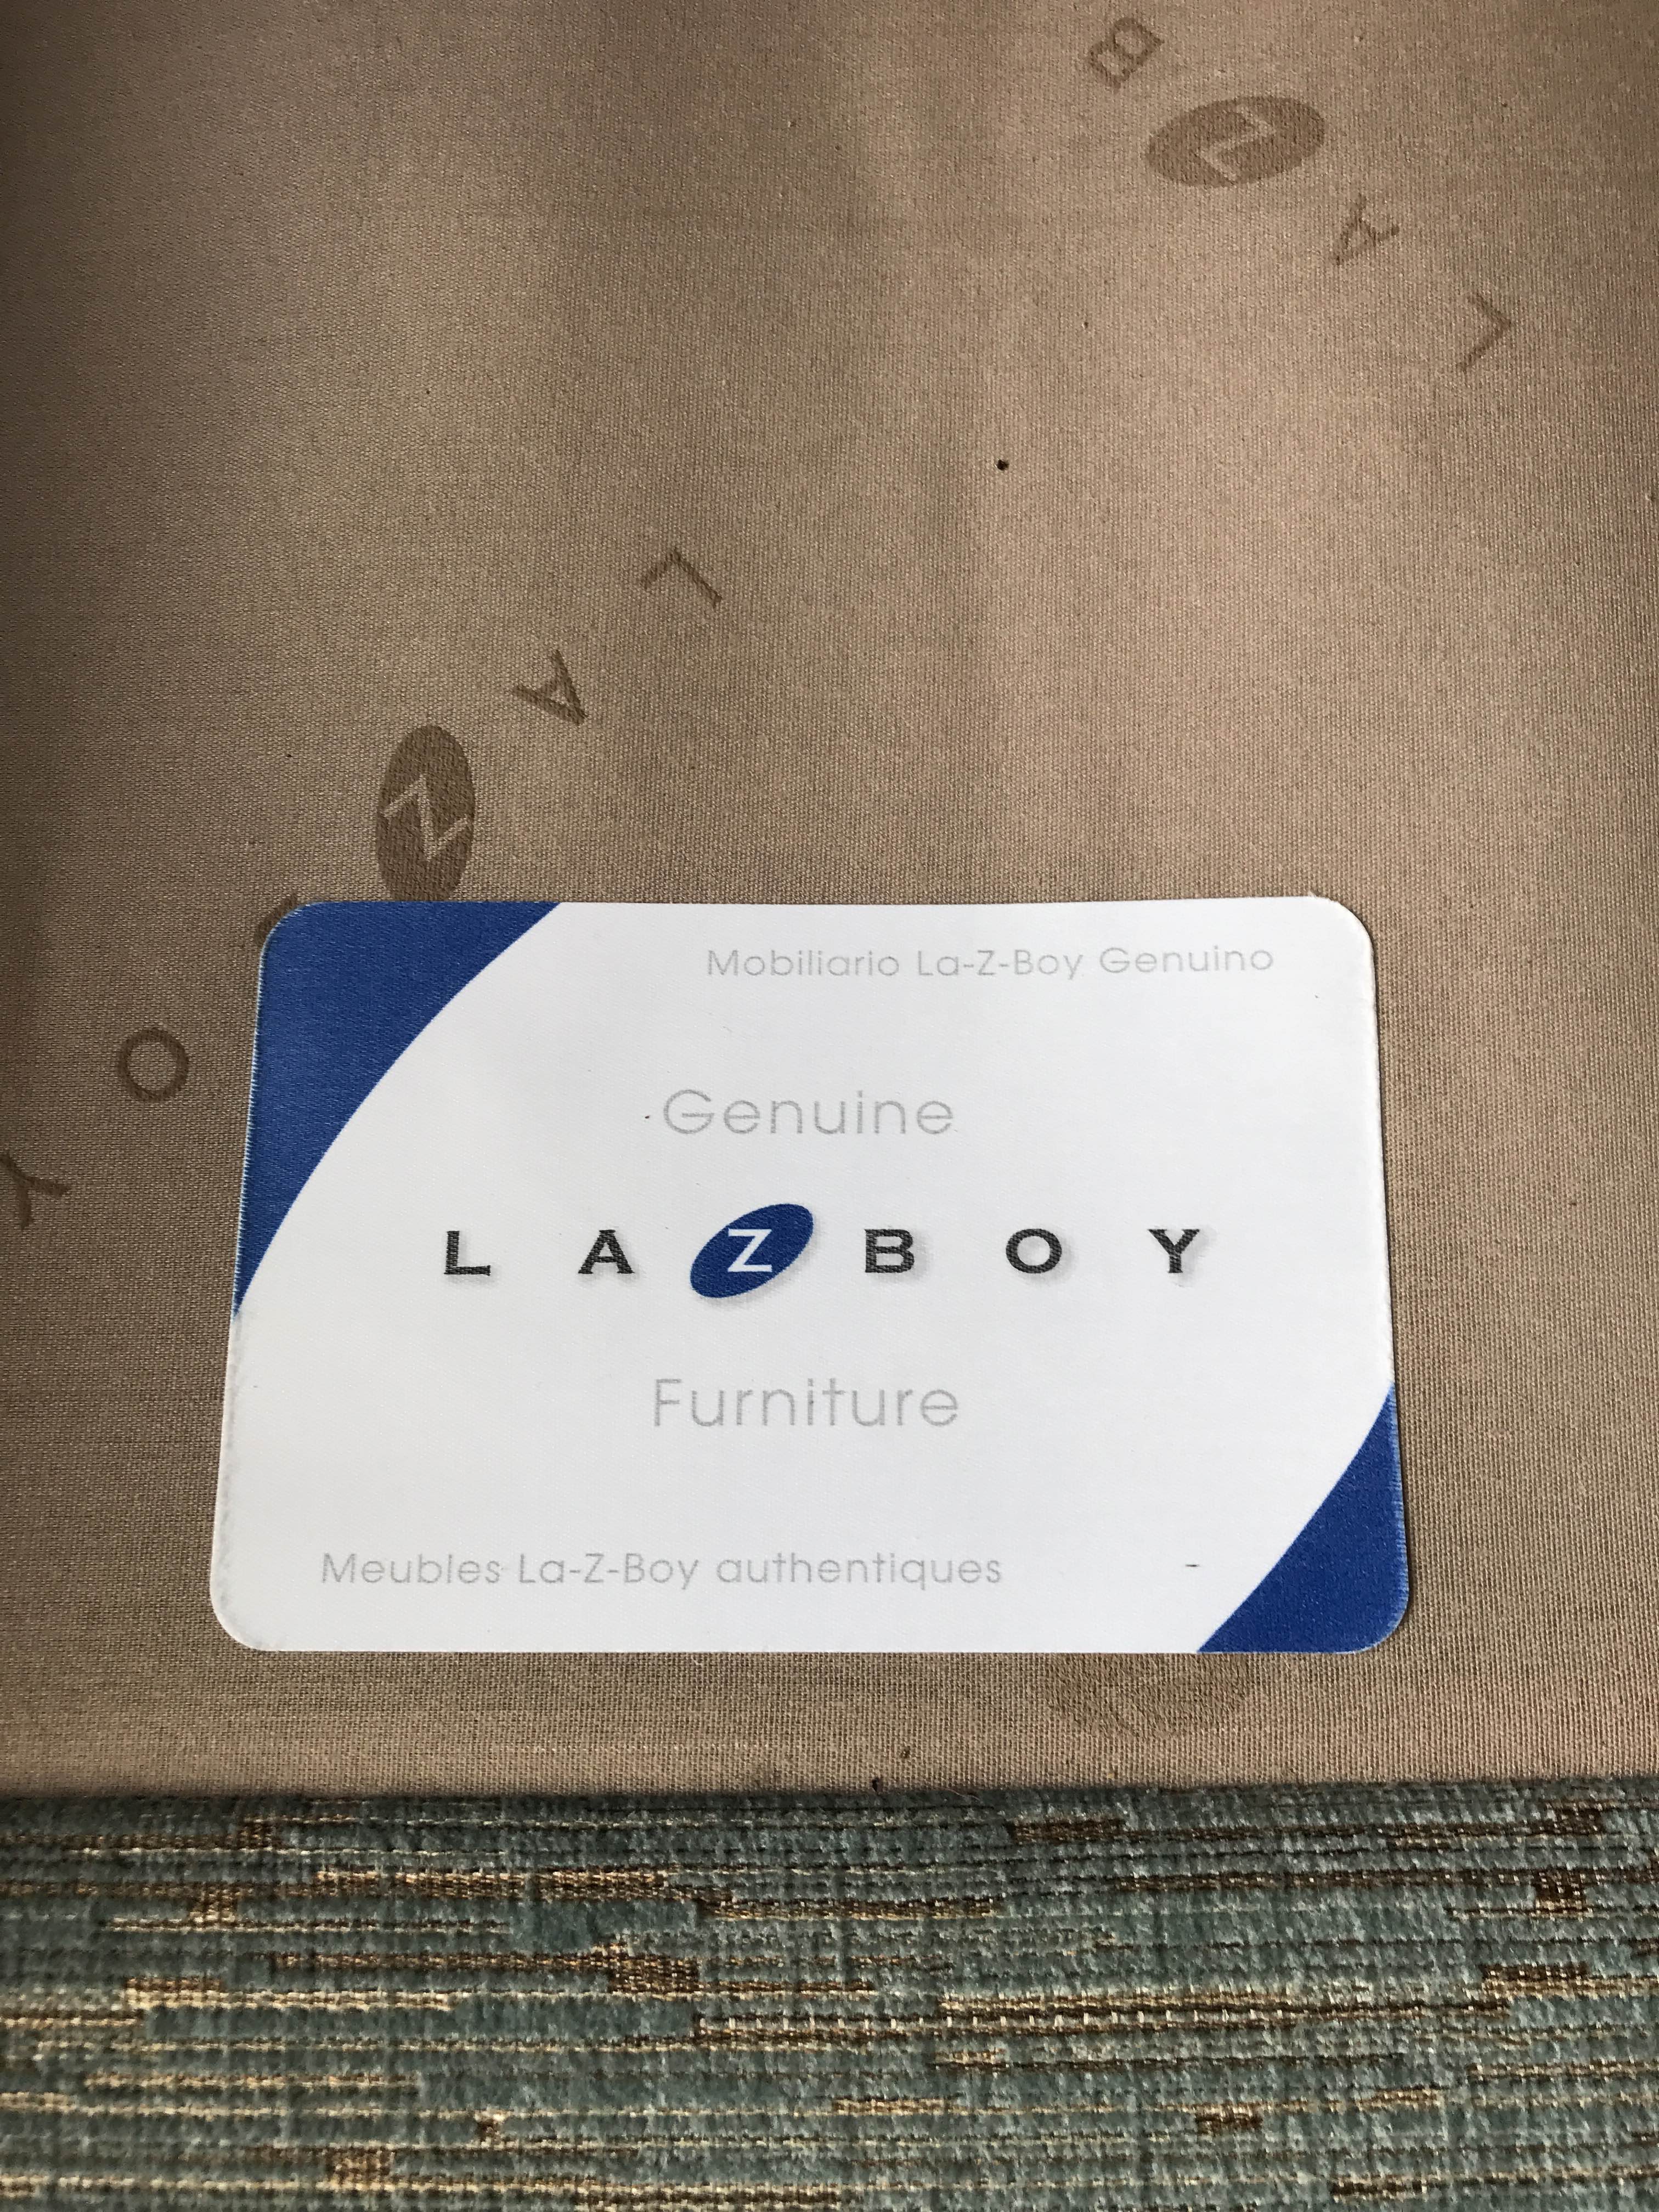 B
Z
A
L
L
A
Z
O
Y
Mobiliario La-Z-Boy Genuino
Genuine
LAZBOY
Furniture
Meubles La-Z-Boy authentiques